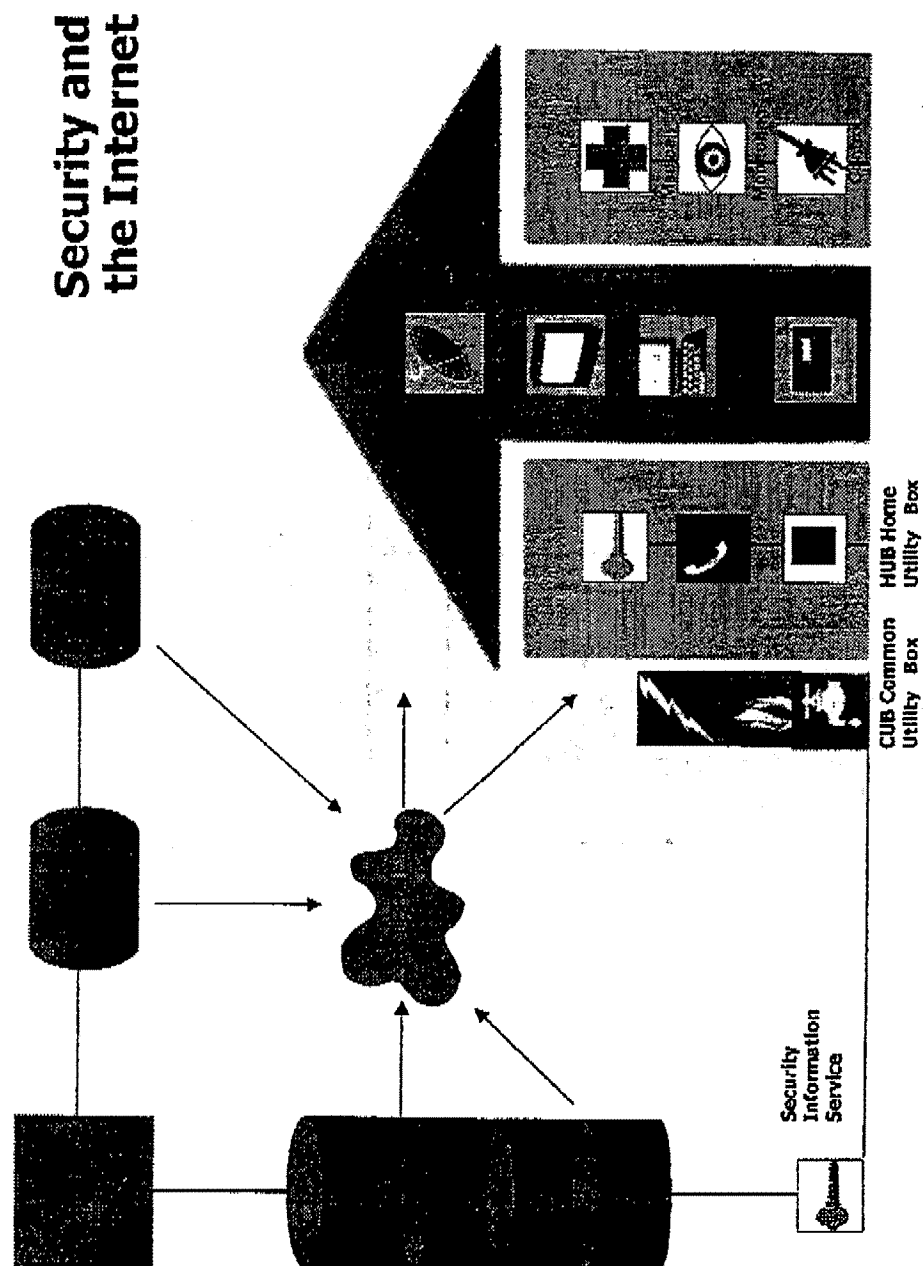 Security and
the Internet
Security
Information
Service
CUB Common
Utility Box
HUB Home
Utility Box